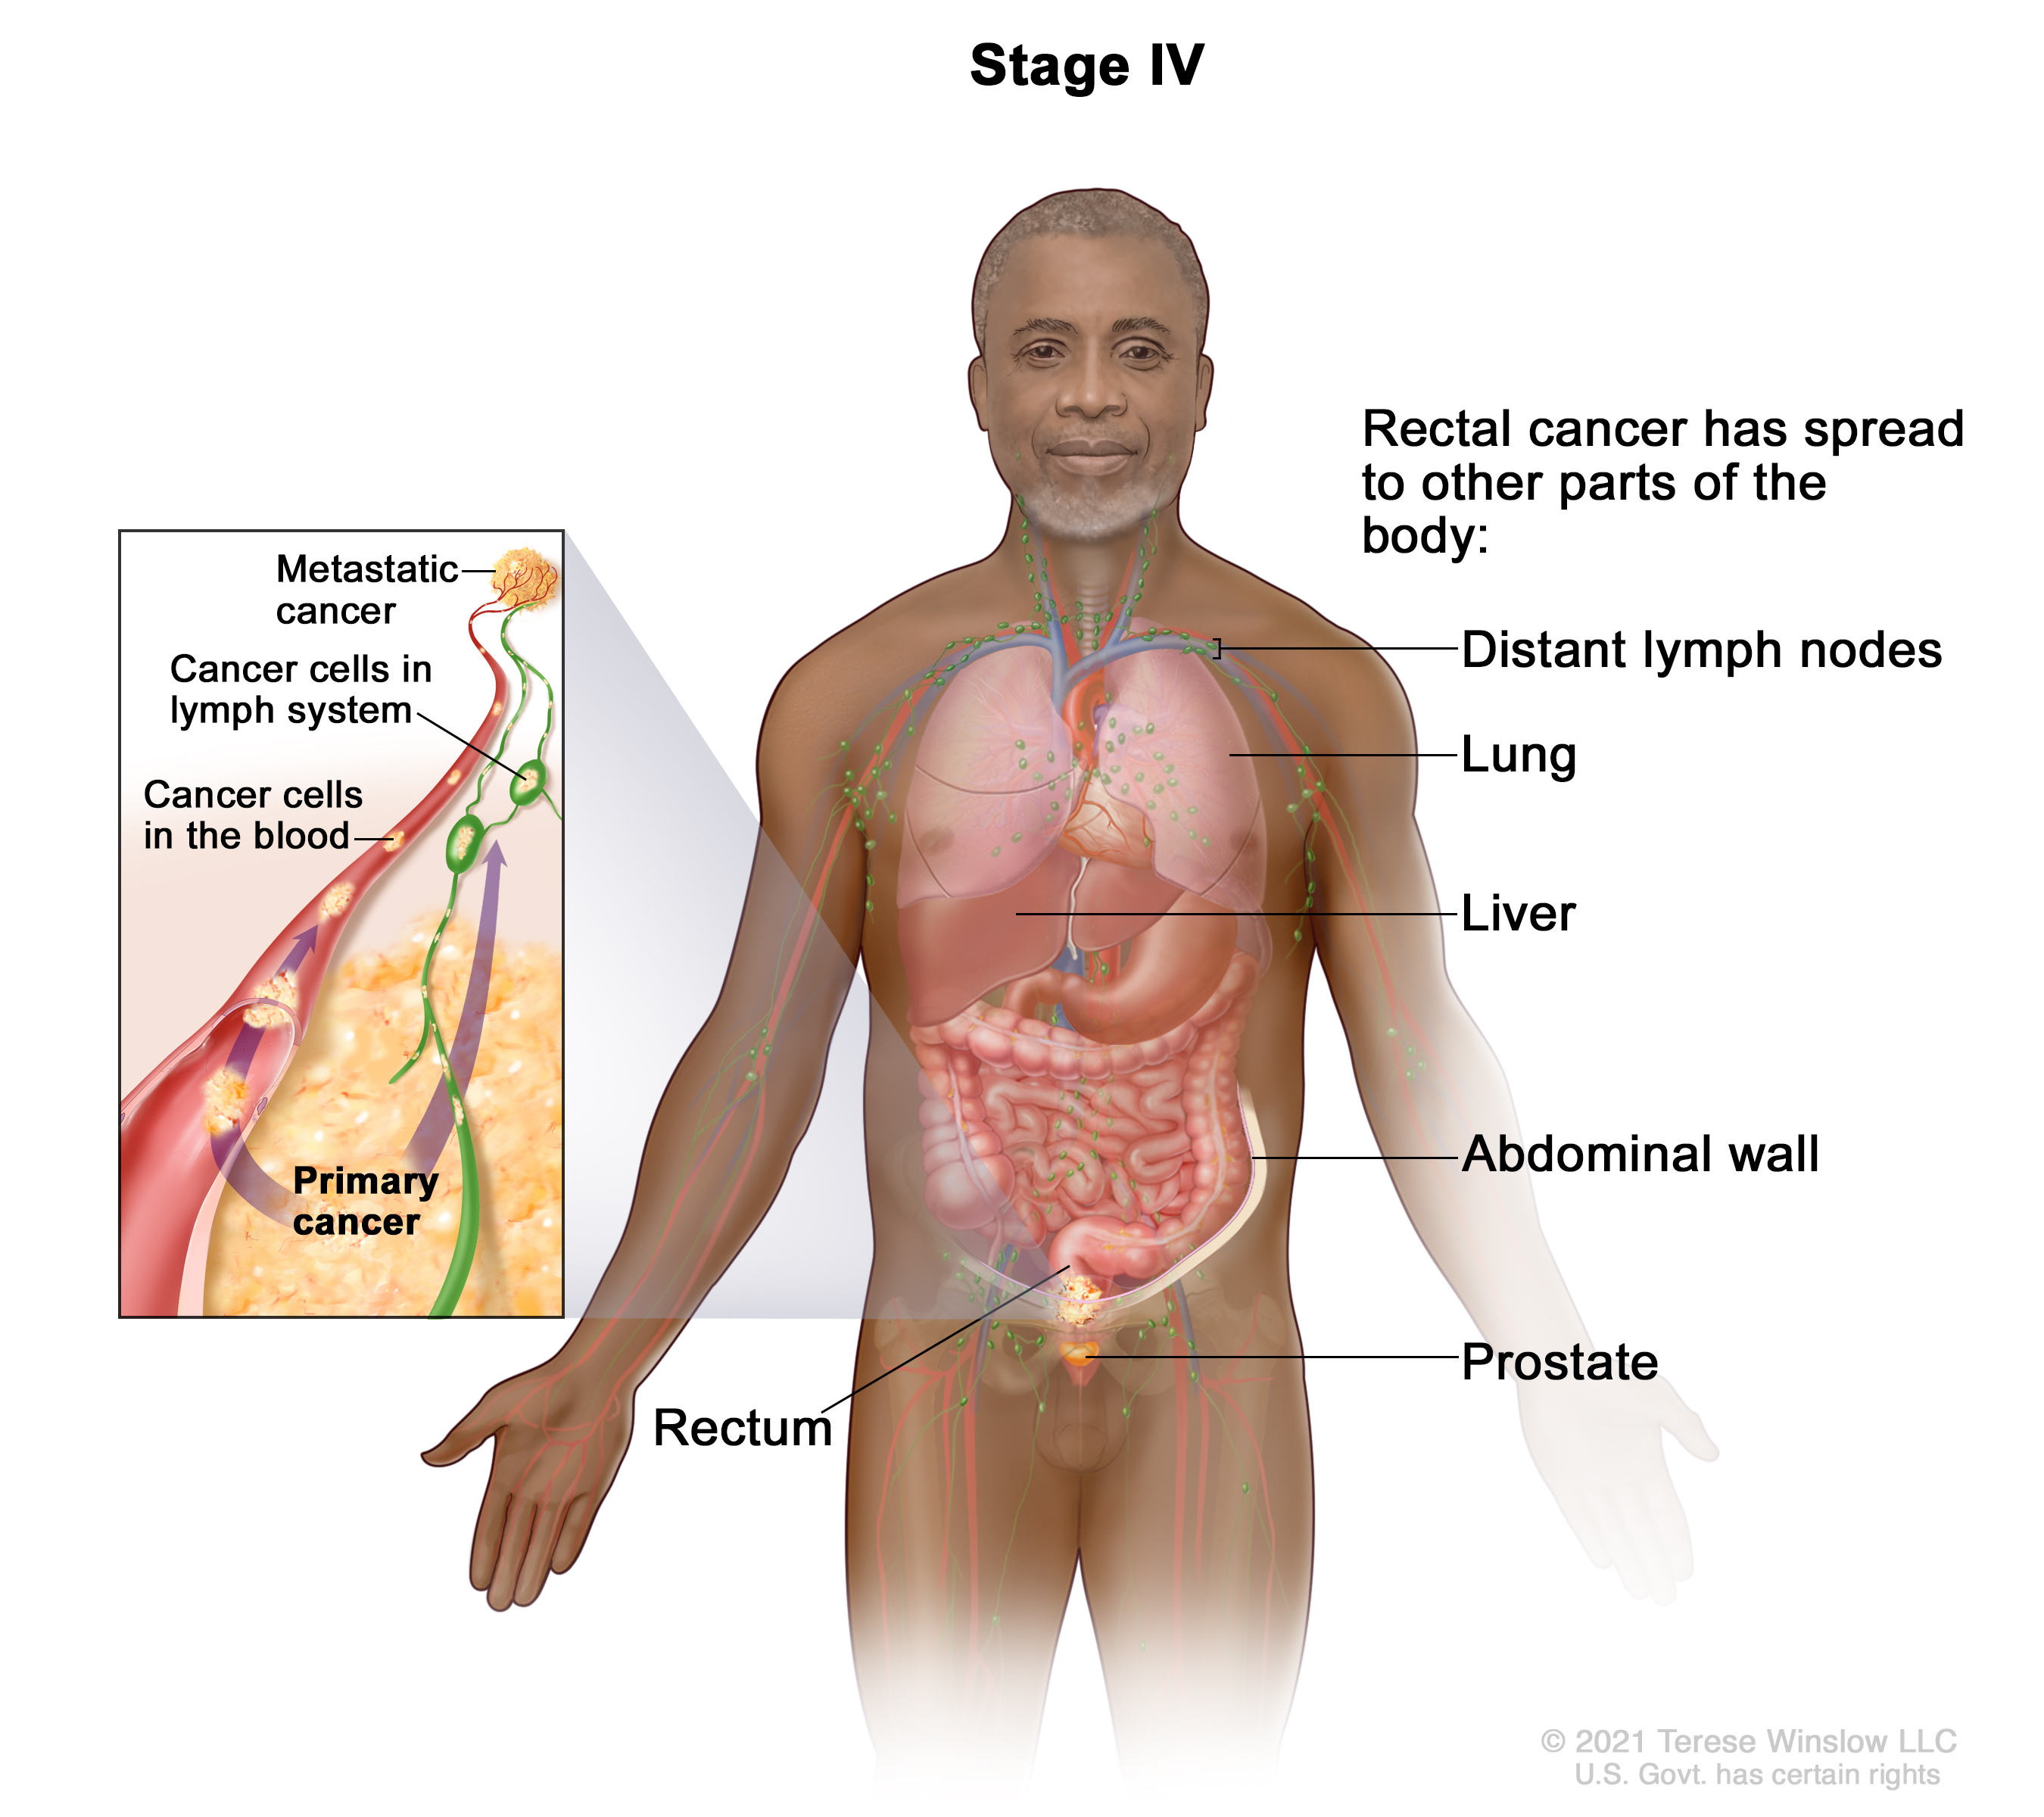 Stage IV
Rectal cancer has spread
to other parts of the
body:
Metastatic
cancer
Cancer cells in
lymph system
Cancer cells
in the blood
Primary
cancer
Distant lymph nodes
Lung
Liver
Abdominal wall
Prostate
Rectum
© 2021 Terese Winslow LLC
U.S. Govt. has certain rights